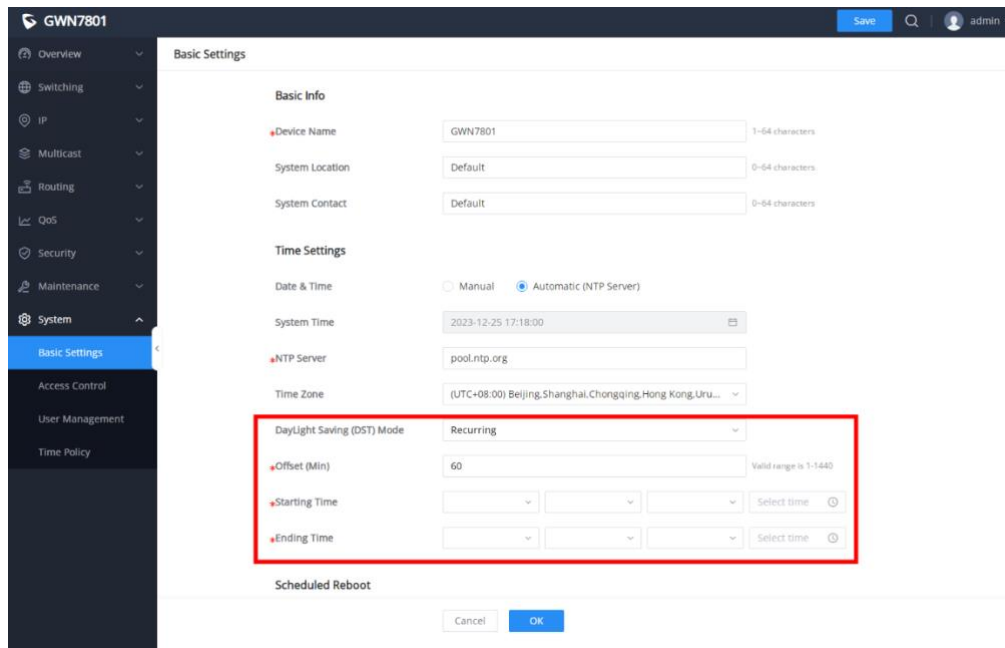 GWN7801
Save
admin
Overview
Switching
IP
Multicast
Routing
QoS
Security
Maintenance
System
Basic Settings
Access Control
User Management
Time Policy
Basic Settings
Basic Info
*Device Name GWN7801 1~64 characters
System Location Default 0~64 characters
System Contact Default 0~64 characters
Time Settings
Date & Time Manual Automatic (NTP Server)
System Time 2023-12-25 17:18:00
*NTP Server pool.ntp.org
Time Zone (UTC+08:00) Beijing,Shanghai,Chongqing,Hong Kong,Uru...
DayLight Saving (DST) Mode Recurring
*Offset (Min) 60 Valid range is 1-1440
*Starting Time Select time
*Ending Time Select time
Scheduled Reboot
Cancel OK